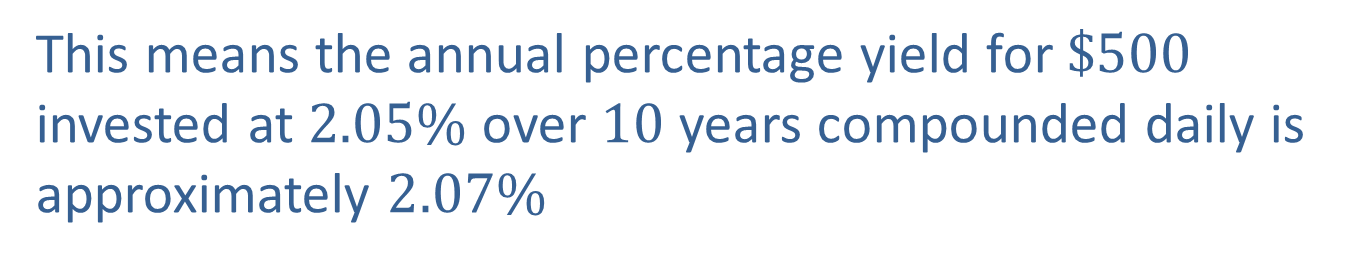 This means the annual percentage yield for $500
invested at 2.05% over 10 years compounded daily is
approximately 2.07%